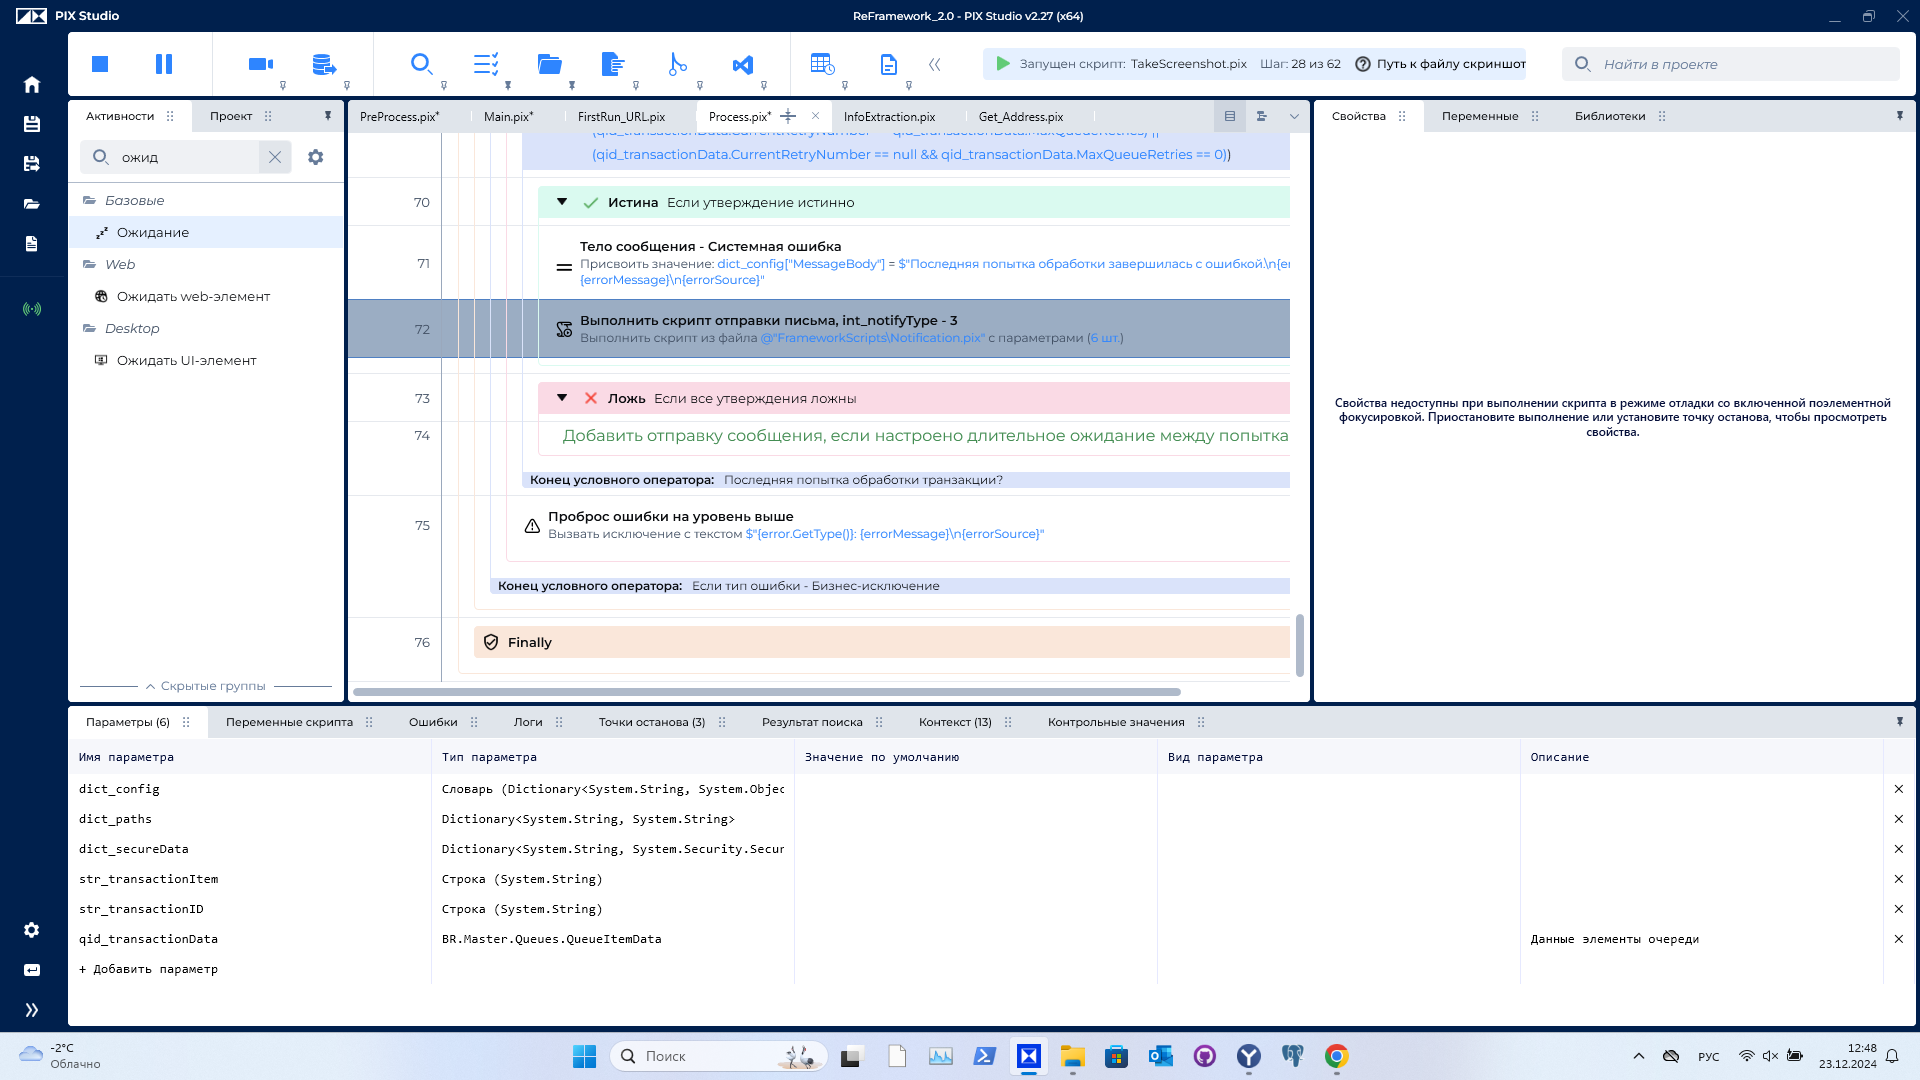 PIX Studio
ReFramework_2.0 - PIX Studio v2.27 (x64)
Запущен скрипт: TakeScreenshot.pix Шаг: 28 из 62 Путь к файлу скриншот
Найти в проекте
Активности
Проект
ожид
Базовые
Ожидание
Web
Ожидать web-элемент
Desktop
Ожидать UI-элемент
Скрытые группы
PreProcess.pix*
Main.pix*
FirstRun_URL.pix
Process.pix*
InfoExtraction.pix
Get_Address.pix
(qid_transactionData.CurrentRetryNumber == null && qid_transactionData.MaxQueueRetries == 0))
70
Истина Если утверждение истинно
71
Тело сообщения - Системная ошибка
Присвоить значение: dict_config["MessageBody"] = $"Последняя попытка обработки завершилась с ошибкой.\n{er
{errorMessage}\n{errorSource}"
72
Выполнить скрипт отправки письма, int_notifyType - 3
Выполнить скрипт из файла @"FrameworkScripts\Notification.pix" с параметрами (6 шт.)
73
Ложь Если все утверждения ложны
74
Добавить отправку сообщения, если настроено длительное ожидание между попытка
Конец условного оператора: Последняя попытка обработки транзакции?
75
Проброс ошибки на уровень выше
Вызвать исключение с текстом $"{error.GetType()}: {errorMessage}\n{errorSource}"
Конец условного оператора: Если тип ошибки - Бизнес-исключение
76
Finally
Свойства
Переменные
Библиотеки
Свойства недоступны при выполнении скрипта в режиме отладки со включенной поэлементной
фокусировкой. Приостановите выполнение или установите точку останова, чтобы просмотреть
свойства.
Параметры (6)
Переменные скрипта
Ошибки
Логи
Точки останова (3)
Результат поиска
Контекст (13)
Контрольные значения
Имя параметра Тип параметра Значение по умолчанию Вид параметра Описание
dict_config Словарь (Dictionary<System.String, System.Objec
dict_paths Dictionary<System.String, System.String>
dict_secureData Dictionary<System.String, System.Security.Secur
str_transactionItem Строка (System.String)
str_transactionID Строка (System.String)
qid_transactionData BR.Master.Queues.QueueItemData Данные элементы очереди
+ Добавить параметр
-2°C
Облачно
Поиск
РУС
12:48
23.12.2024